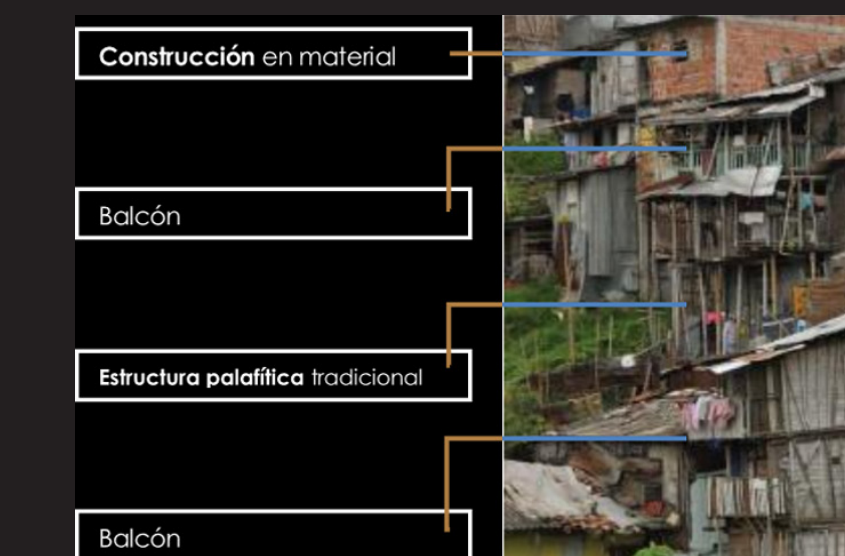 Construcción en material
Balcón
Estructura palafítica tradicional
Balcón